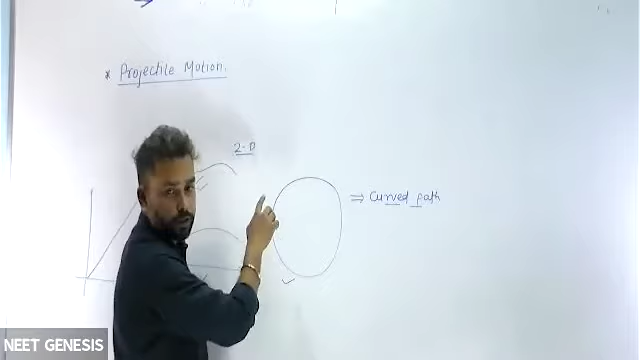 * Projectile Motion.
2-D
⇒ Curved path
NEET GENESIS